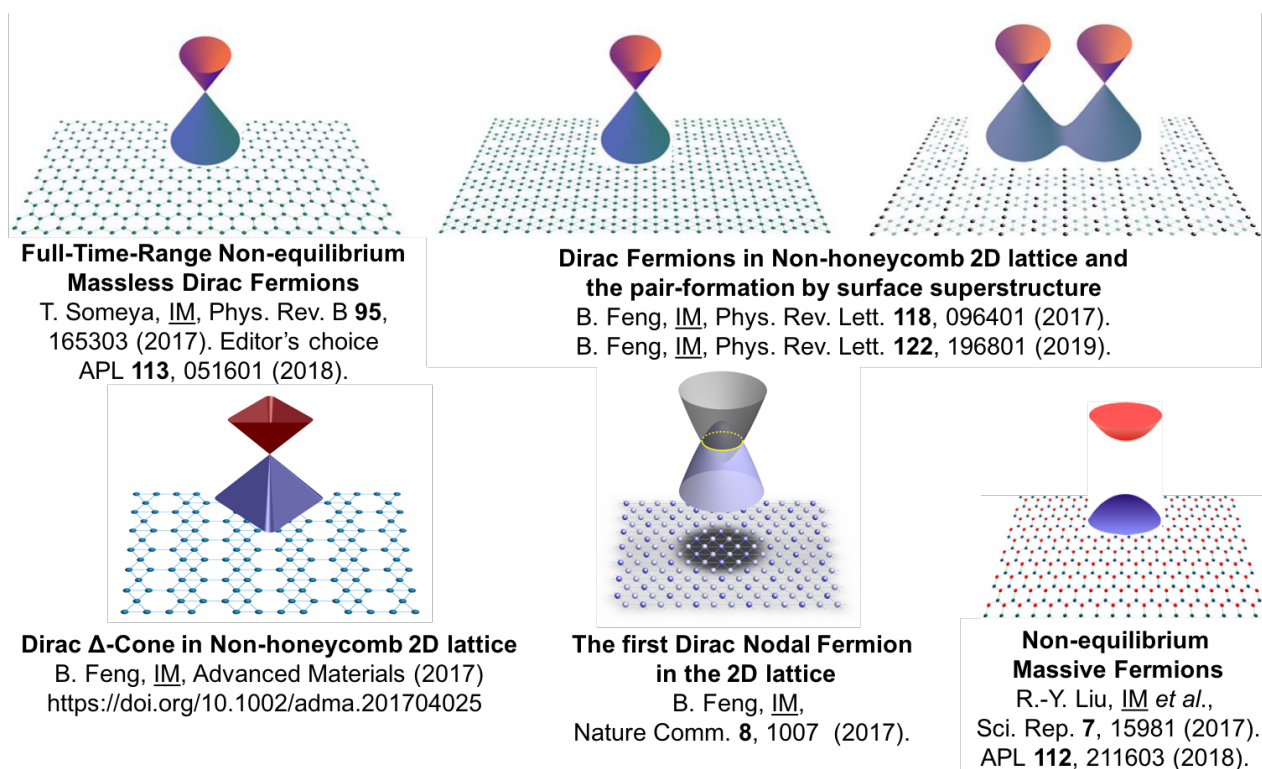 Full-Time-Range Non-equilibrium
Massless Dirac Fermions
T. Someya, IM, Phys. Rev. B 95,
165303 (2017). Editor’s choice
APL 113, 051601 (2018).
Dirac Fermions in Non-honeycomb 2D lattice and
the pair-formation by surface superstructure
B. Feng, IM, Phys. Rev. Lett. 118, 096401 (2017).
B. Feng, IM, Phys. Rev. Lett. 122, 196801 (2019).
Dirac Δ-Cone in Non-honeycomb 2D lattice
B. Feng, IM, Advanced Materials (2017)
https://doi.org/10.1002/adma.201704025
The first Dirac Nodal Fermion
in the 2D lattice
B. Feng, IM,
Nature Comm. 8, 1007 (2017).
Non-equilibrium
Massive Fermions
R.-Y. Liu, IM et al.,
Sci. Rep. 7, 15981 (2017).
APL 112, 211603 (2018).